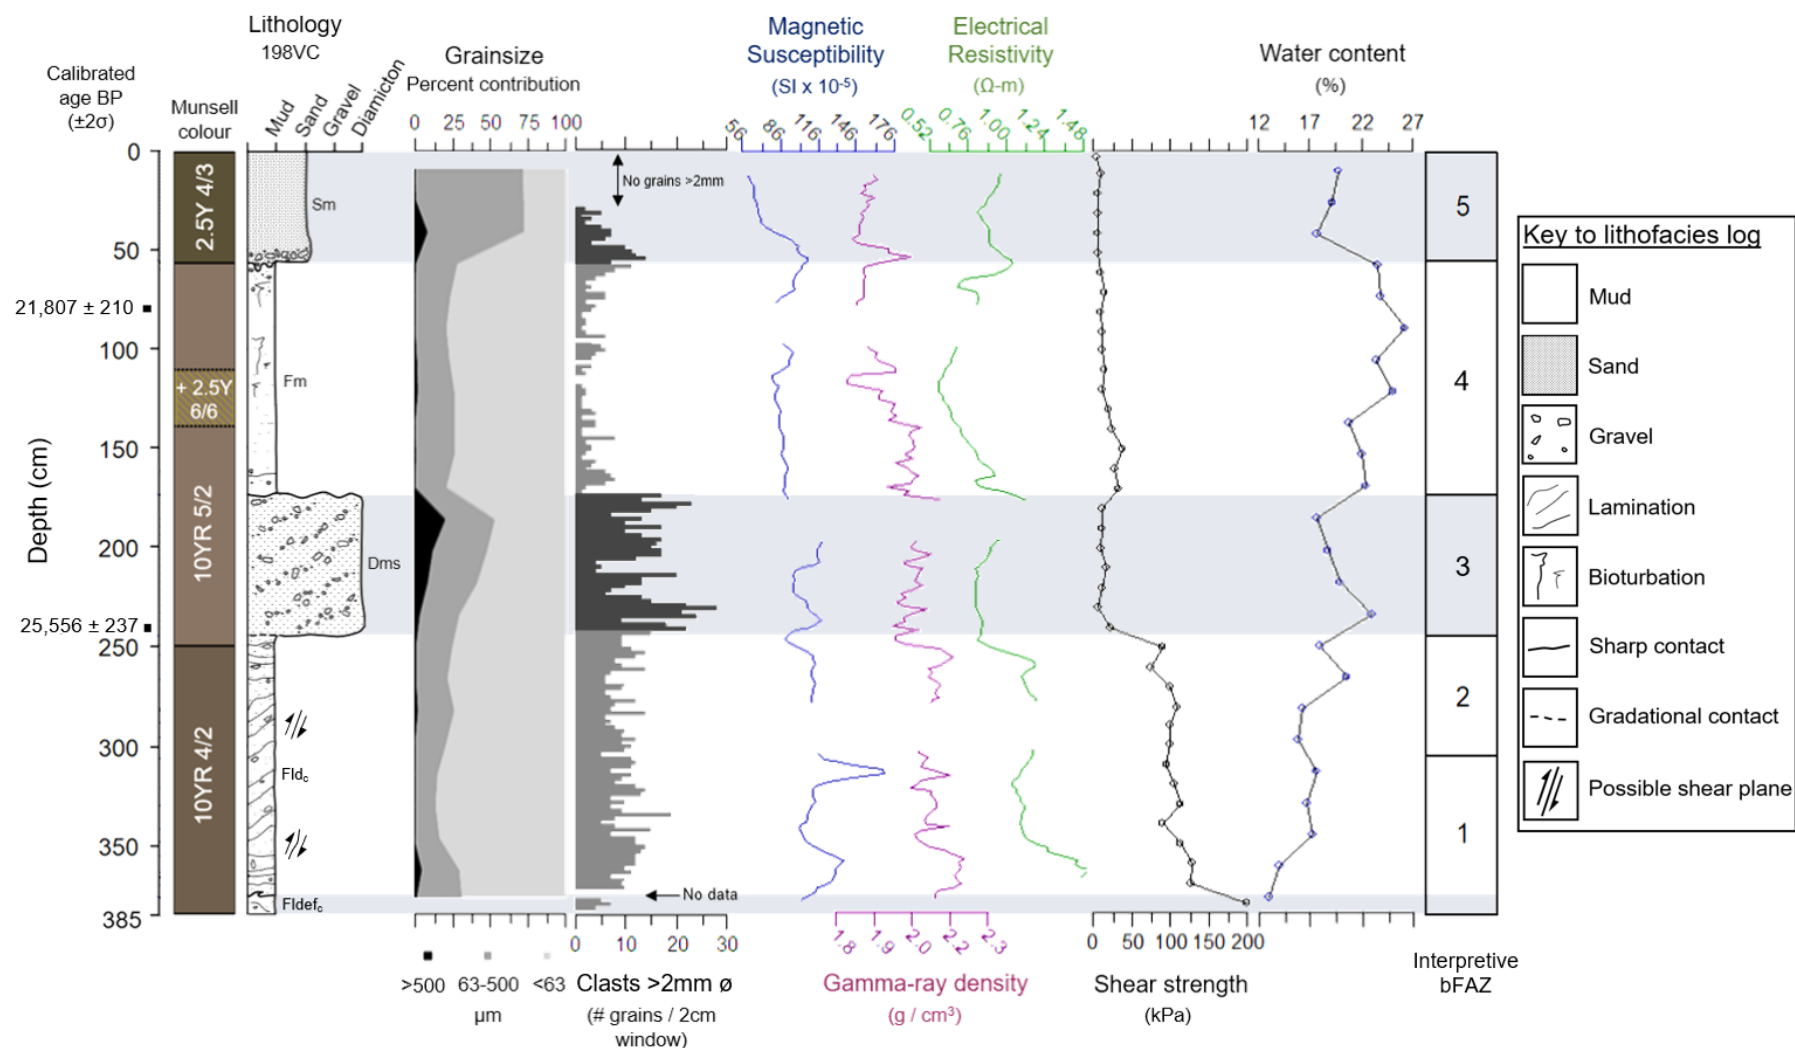 Lithology
198VC
Calibrated
age BP
(±2σ)
Munsell
colour
Mud
Sand
Gravel
Diamicton
Grainsize
Percent contribution
0 25 50 75 100
Magnetic
Susceptibility
(SI x 10-5)
56 86 116 146 176
Electrical
Resistivity
(Ω-m)
0.52 0.76 1.00 1.24 1.48
Water content
(%)
12 17 22 27
Depth (cm)
0
50
100
150
200
250
300
350
385
21,807 ± 210
25,556 ± 237
2.5Y 4/3
+ 2.5Y
6/6
10YR 5/2
10YR 4/2
Sm
Fm
Dms
Fldc
Fldefc
No grains >2mm
No data
5
4
3
2
1
Key to lithofacies log
Mud
Sand
Gravel
Lamination
Bioturbation
Sharp contact
Gradational contact
Possible shear plane
>500 63-500 <63
µm
0 10 20 30
Clasts >2mm ø
(# grains / 2cm
window)
1.8 1.9 2.0 2.2 2.3
Gamma-ray density
(g / cm3)
0 50 100 150 200
Shear strength
(kPa)
Interpretive
bFAZ